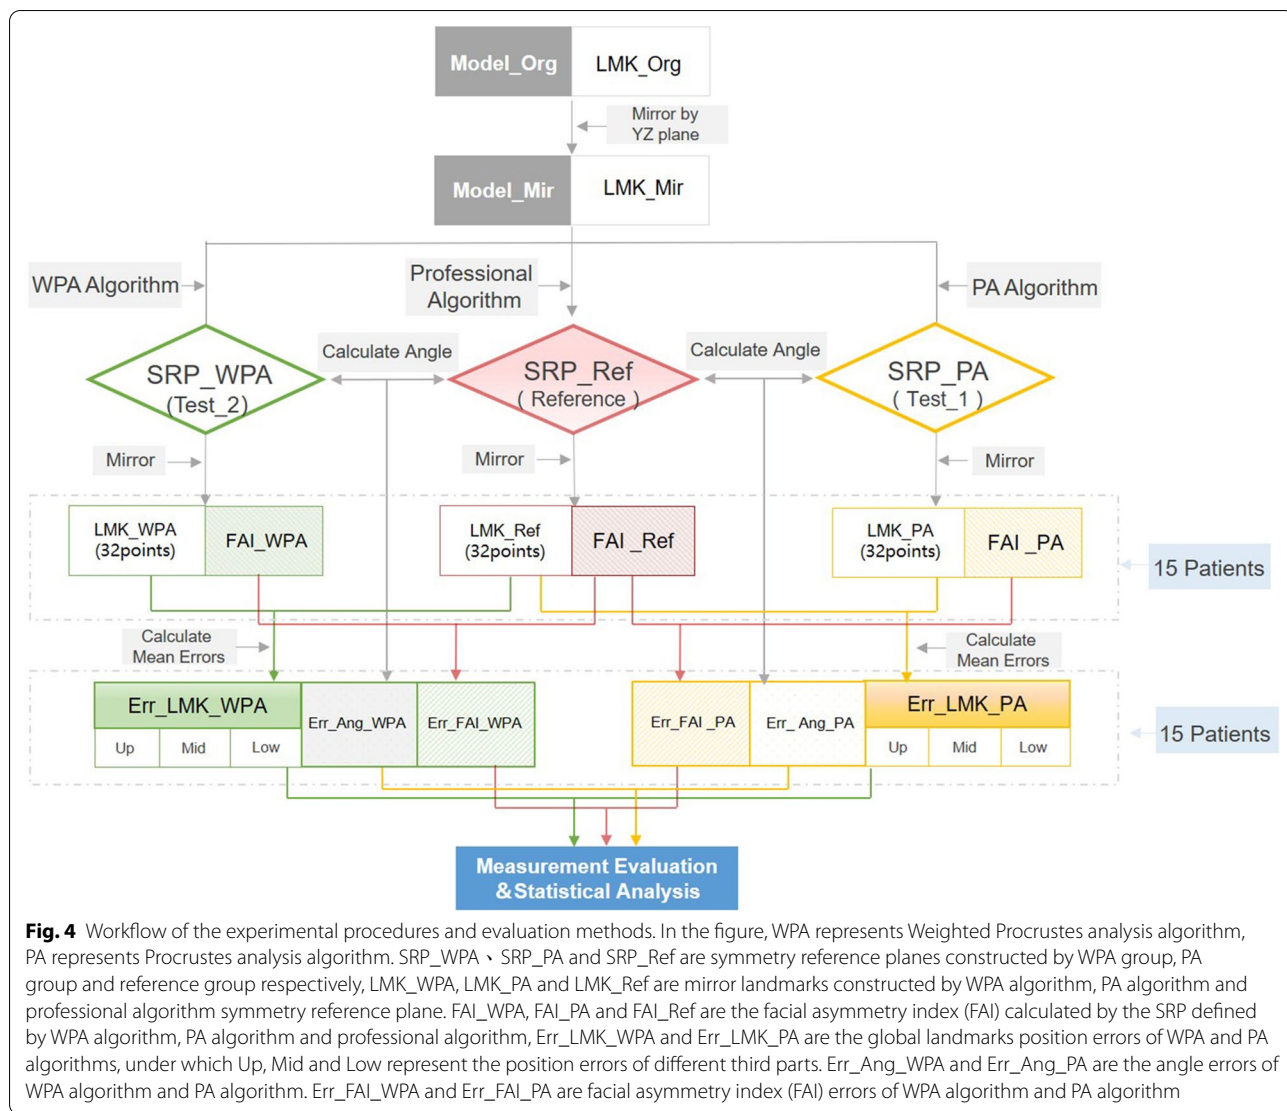 Model_Org
LMK_Org
Mirror by
YZ plane
Model_Mir
LMK_Mir
WPA Algorithm
Professional
Algorithm
PA Algorithm
SRP_WPA
(Test_2)
Calculate Angle
SRP_Ref
( Reference )
Calculate Angle
SRP_PA
( Test_1 )
Mirror
Mirror
Mirror
LMK_WPA
(32points)
FAI_WPA
LMK_Ref
(32points)
FAI _Ref
LMK_PA
(32points)
FAI _PA
15 Patients
Calculate
Mean Errors
Calculate
Mean Errors
Err_LMK_WPA
Up
Mid
Low
Err_Ang_WPA
Err_FAI_WPA
Err_FAI _PA
Err_ Ang_PA
Err_LMK_PA
Up
Mid
Low
15 Patients
Measurement Evaluation
&Statistical Analysis
Fig. 4 Workflow of the experimental procedures and evaluation methods. In the figure, WPA represents Weighted Procrustes analysis algorithm,
PA represents Procrustes analysis algorithm. SRP_WPA、SRP_PA and SRP_Ref are symmetry reference planes constructed by WPA group, PA
group and reference group respectively, LMK_WPA, LMK_PA and LMK_Ref are mirror landmarks constructed by WPA algorithm, PA algorithm and
professional algorithm symmetry reference plane. FAI_WPA, FAI_PA and FAI_Ref are the facial asymmetry index (FAI) calculated by the SRP defined
by WPA algorithm, PA algorithm and professional algorithm, Err_LMK_WPA and Err_LMK_PA are the global landmarks position errors of WPA and PA
algorithms, under which Up, Mid and Low represent the position errors of different third parts. Err_Ang_WPA and Err_Ang_PA are the angle errors of
WPA algorithm and PA algorithm. Err_FAI_WPA and Err_FAI_PA are facial asymmetry index (FAI) errors of WPA algorithm and PA algorithm